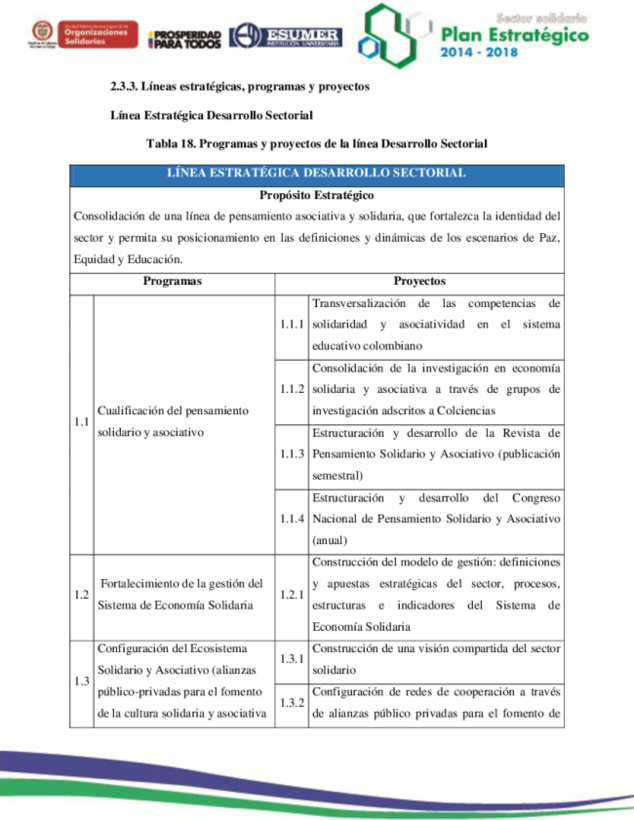 Unidad Administrativa Especial de
Organizaciones
Solidarias
PROSPERIDAD
PARA TODOS
ESUMER
INSTITUCIÓN UNIVERSITARIA
Sector solidario
Plan Estratégico
2014 - 2018
2.3.3. Líneas estratégicas, programas y proyectos
Línea Estratégica Desarrollo Sectorial
Tabla 18. Programas y proyectos de la línea Desarrollo Sectorial
LÍNEA ESTRATÉGICA DESARROLLO SECTORIAL
Propósito Estratégico
Consolidación de una línea de pensamiento asociativa y solidaria, que fortalezca la identidad del
sector y permita su posicionamiento en las definiciones y dinámicas de los escenarios de Paz,
Equidad y Educación.
Programas
Proyectos
1.1
Cualificación del pensamiento
solidario y asociativo
1.1.1
Transversalización de las competencias de
solidaridad y asociatividad en el sistema
educativo colombiano
1.1.2
Consolidación de la investigación en economía
solidaria y asociativa a través de grupos de
investigación adscritos a Colciencias
1.1.3
Estructuración y desarrollo de la Revista de
Pensamiento Solidario y Asociativo (publicación
semestral)
1.1.4
Estructuración y desarrollo del Congreso
Nacional de Pensamiento Solidario y Asociativo
(anual)
1.2
Fortalecimiento de la gestión del
Sistema de Economía Solidaria
1.2.1
Construcción del modelo de gestión: definiciones
y apuestas estratégicas del sector, procesos,
estructuras e indicadores del Sistema de
Economía Solidaria
1.3
Configuración del Ecosistema
Solidario y Asociativo (alianzas
público-privadas para el fomento
de la cultura solidaria y asociativa
1.3.1
Construcción de una visión compartida del sector
solidario
1.3.2
Configuración de redes de cooperación a través
de alianzas público privadas para el fomento de